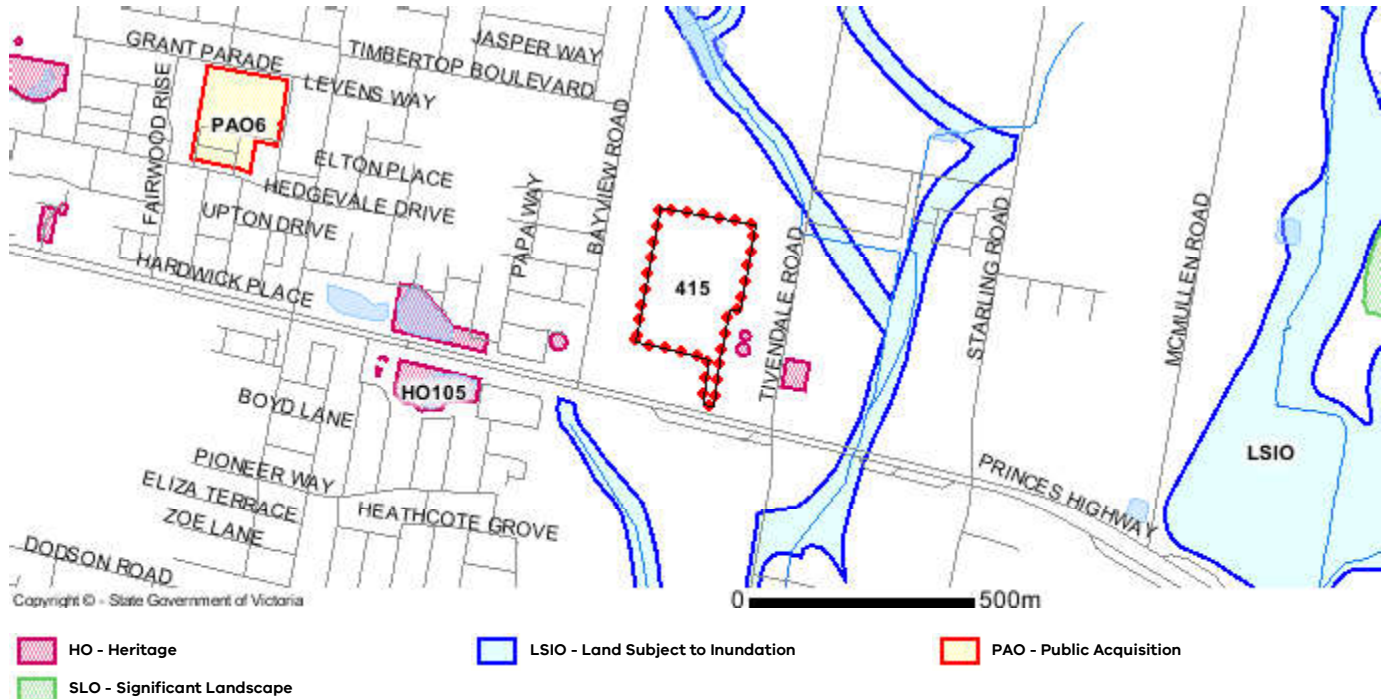 JASPER WAY
GRANT PARADE
TIMBERTOP BOULEVARD
LEVENS WAY
FAIRWOOD RISE
PAO6
BAYVIEW ROAD
ELTON PLACE
HEDGEVALE DRIVE
PAPA WAY
UPTON DRIVE
MCMULLEN ROAD
STARLING ROAD
TIVENDALE ROAD
HARDWICK PLACE
415
HO105
BOYD LANE
LSIO
PIONEER WAY
PRINCES HIGHWAY
ELIZA TERRACE
HEATHCOTE GROVE
ZOE LANE
DODSON ROAD
Copyright © - State Government of Victoria
0 500m
HO - Heritage
LSIO - Land Subject to Inundation
PAO - Public Acquisition
SLO - Significant Landscape